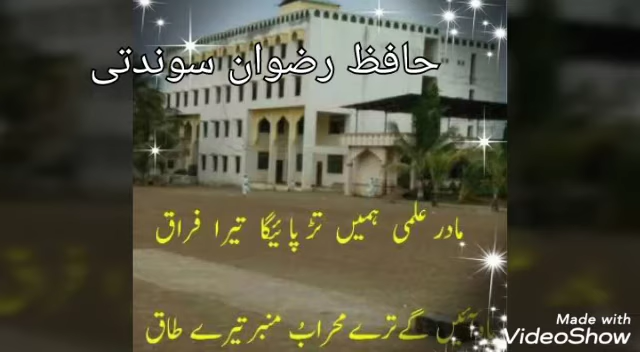 حافظ رضوان سوندتی
مادر علمی ہمیں تڑپائیگا تیرا فراق
گے ترے محراب منبر تیرے طاق
Made with
VideoShow